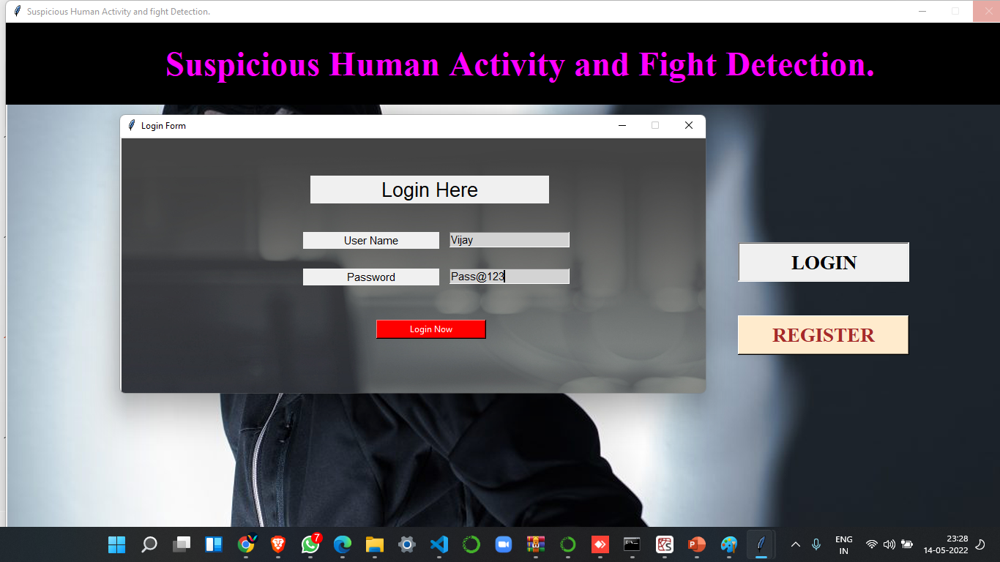 Suspicious Human Activity and fight Detection.
Suspicious Human Activity and Fight Detection.
Login Form
Login Here
User Name Vijay
Password Pass@123
Login Now
LOGIN
REGISTER
7
ENG
IN
23:28
14-05-2022